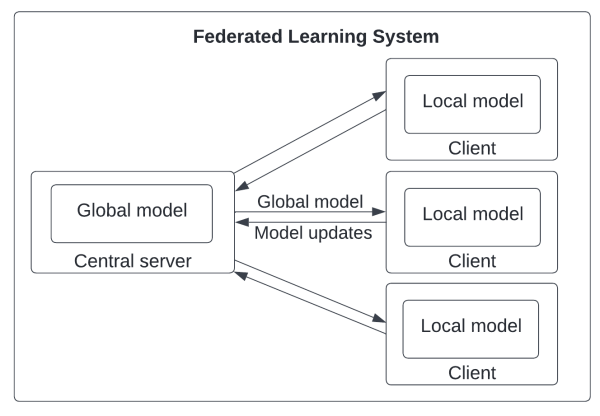 Federated Learning System
Local model
Client
Global model
Central server
Global model
Model updates
Local model
Client
Local model
Client